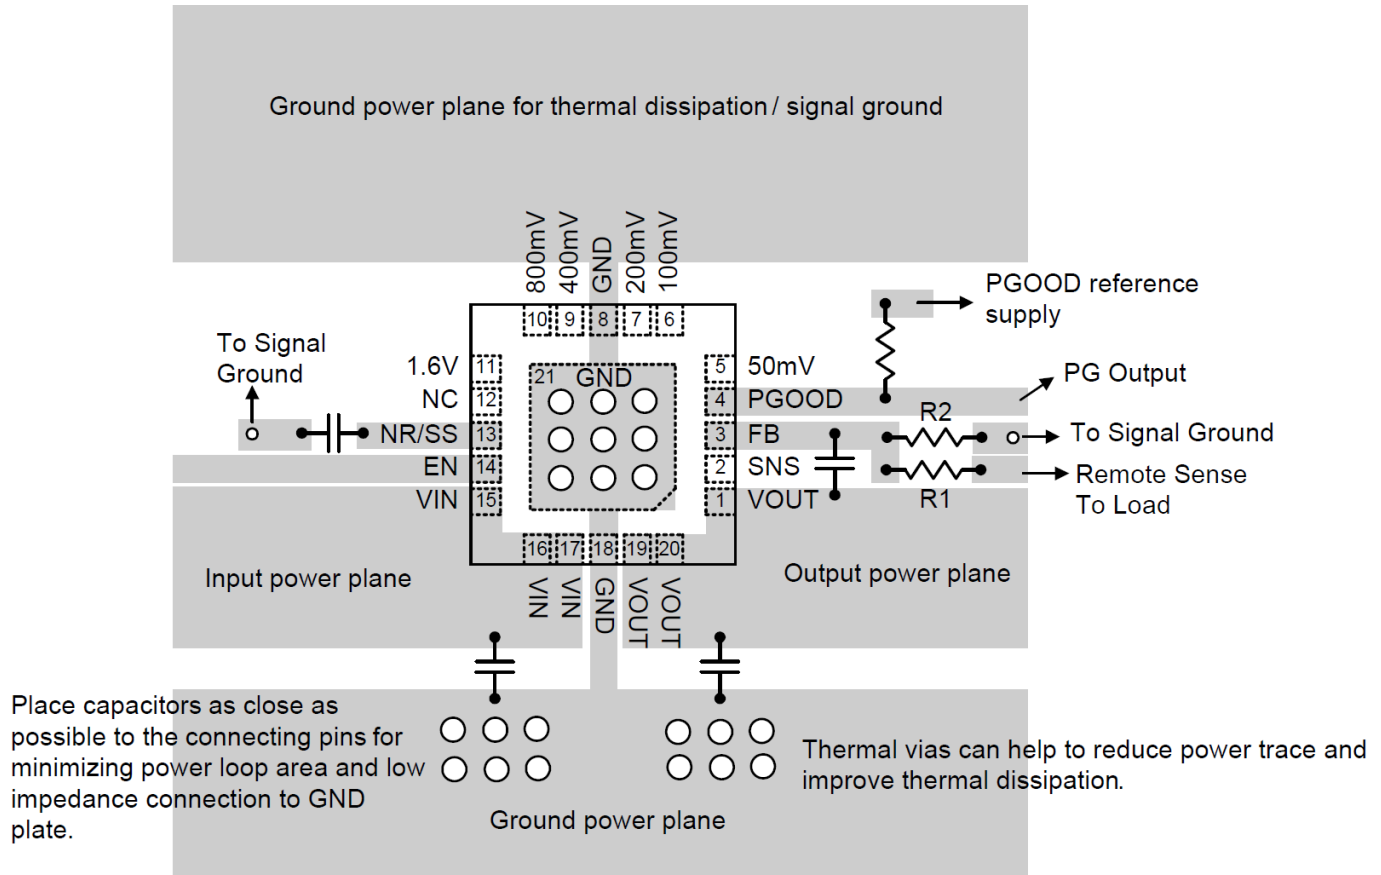 Ground power plane for thermal dissipation / signal ground
800mV
400mV
GND
200mV
100mV
10
9
8
7
6
PGOOD reference
supply
To Signal
Ground
1.6V
11
21
GND
5
50mV
PG Output
NC
12
4
PGOOD
R2
NR/SS
13
3
FB
To Signal Ground
EN
14
2
SNS
Remote Sense
To Load
VIN
15
1
VOUT
R1
16
17
18
19
20
Input power plane
VIN
VIN
GND
VOUT
VOUT
Output power plane
Place capacitors as close as
possible to the connecting pins for
minimizing power loop area and low
impedance connection to GND
plate.
Thermal vias can help to reduce power trace and
improve thermal dissipation.
Ground power plane